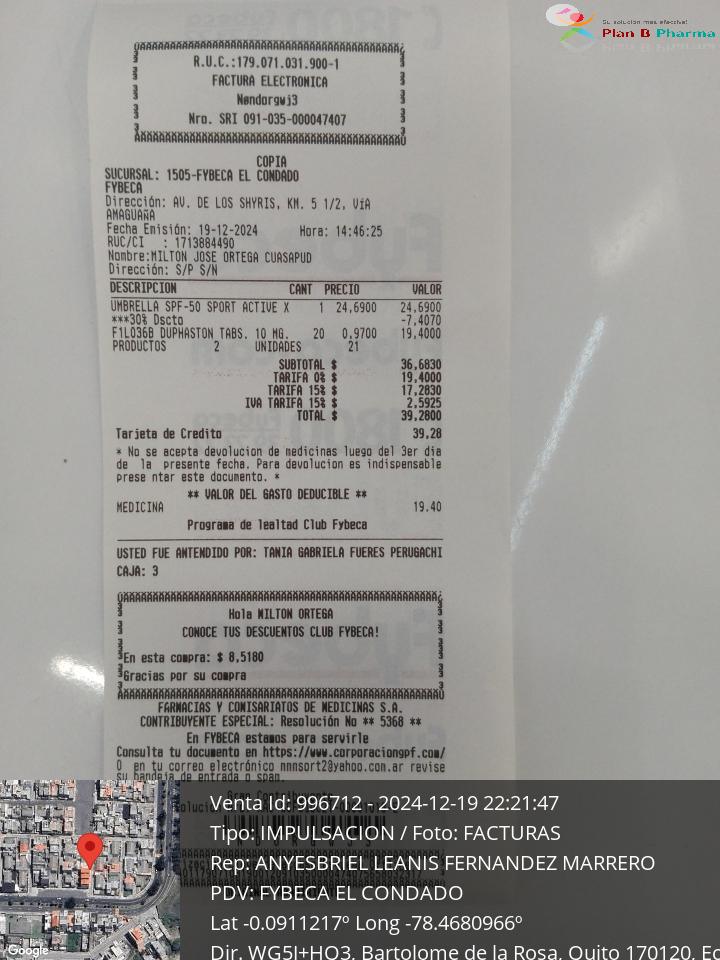 Su solución más efectiva!
Plan B Pharma
R.U.C.:179.071.031.900-1
FACTURA ELECTRONICA
Nøndorgwj3
Nro. SRI 091-035-000047407
COPIA
SUCURSAL: 1505-FYBECA EL CONDADO
FYBECA
Dirección: AV. DE LOS SHYRIS, KM. 5 1/2, VíA
AMAGUAÑA
Fecha Emisión: 19-12-2024 Hora: 14:46:25
RUC/CI : 1713884490
Nombre:MILTON JOSE ORTEGA CUASAPUD
Dirección: S/P S/N
DESCRIPCION CANT PRECIO VALOR
UMBRELLA SPF-50 SPORT ACTIVE X 1 24,6900 24,6900
***30% Dscto -7,4070
F1L036B DUPHASTON TABS. 10 MG. 20 0,9700 19,4000
PRODUCTOS 2 UNIDADES 21
SUBTOTAL $ 36,6830
TARIFA 0% $ 19,4000
TARIFA 15% $ 17,2830
IVA TARIFA 15% $ 2,5925
TOTAL $ 39,2800
Tarjeta de Credito 39,28
* No se acepta devolucion de medicinas luego del 3er dia
de la presente fecha. Para devolucion es indispensable
prese ntar este documento. *
** VALOR DEL GASTO DEDUCIBLE **
MEDICINA 19.40
Programa de lealtad Club Fybeca
USTED FUE ANTENDIDO POR: TANIA GABRIELA FUERES PERUGACHI
CAJA: 3
Hola MILTON ORTEGA
CONOCE TUS DESCUENTOS CLUB FYBECA!
En esta compra: $ 8,5180
Gracias por su compra
FARMACIAS Y COMISARIATOS DE MEDICINAS S.A.
CONTRIBUYENTE ESPECIAL: Resolución No ** 5368 **
En FYBECA estamos para servirle
Consulta tu documento en https://www.corporaciongpf.com/
O en tu correo electrónico nmnsort2@yahoo.com.ar revise
su bandeja de entrada o spam.
Gran Contribuyente
Venta Id: 996712 - 2024-12-19 22:21:47
Tipo: IMPULSACION / Foto: FACTURAS
Rep: ANYESBRIEL LEANIS FERNANDEZ MARRERO
PDV: FYBECA EL CONDADO
Lat -0.0911217º Long -78.4680966º
Dir. WG5J+HQ3, Bartolome de la Rosa, Quito 170120, Ec
Google